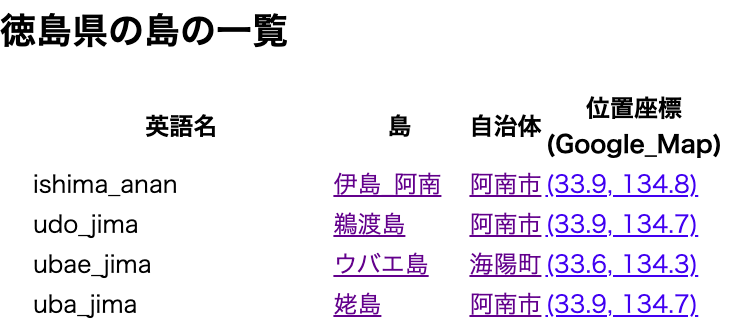 徳島県の島の一覧
英語名 島 自治体 位置座標
(Google_Map)
ishima_anan 伊島_阿南 阿南市 (33.9, 134.8)
udo_jima 鵜渡島 阿南市 (33.9, 134.7)
ubae_jima ウバエ島 海陽町 (33.6, 134.3)
uba_jima 姥島 阿南市 (33.9, 134.7)